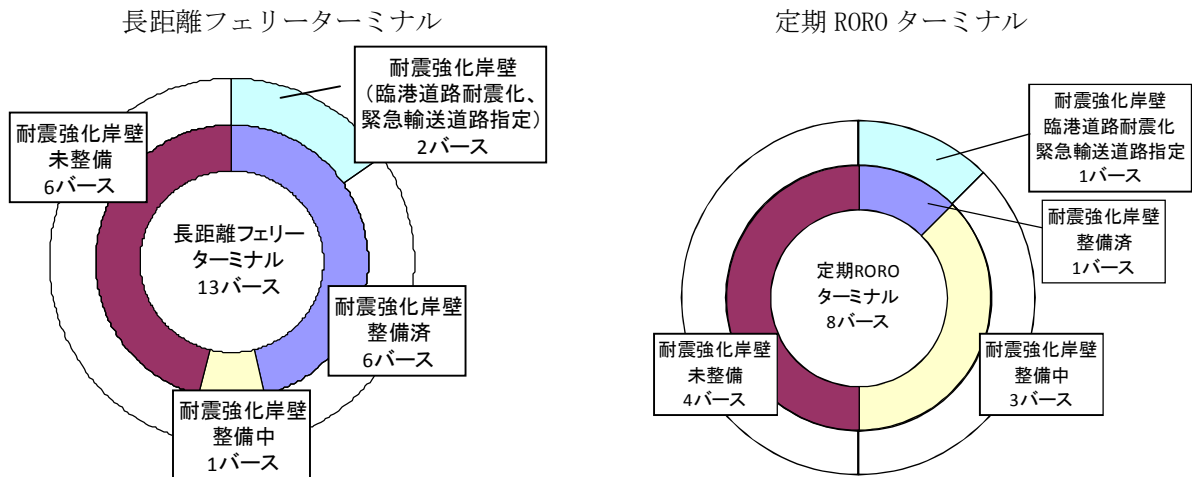 長距離フェリーターミナル
耐震強化岸壁
(臨港道路耐震化、
緊急輸送道路指定)
2バース
耐震強化岸壁
未整備
6バース
長距離フェリー
ターミナル
13バース
耐震強化岸壁
整備済
6バース
耐震強化岸壁
整備中
1バース
定期 RORO ターミナル
耐震強化岸壁
臨港道路耐震化
緊急輸送道路指定
1バース
耐震強化岸壁
整備済
1バース
定期RORO
ターミナル
8バース
耐震強化岸壁
未整備
4バース
耐震強化岸壁
整備中
3バース